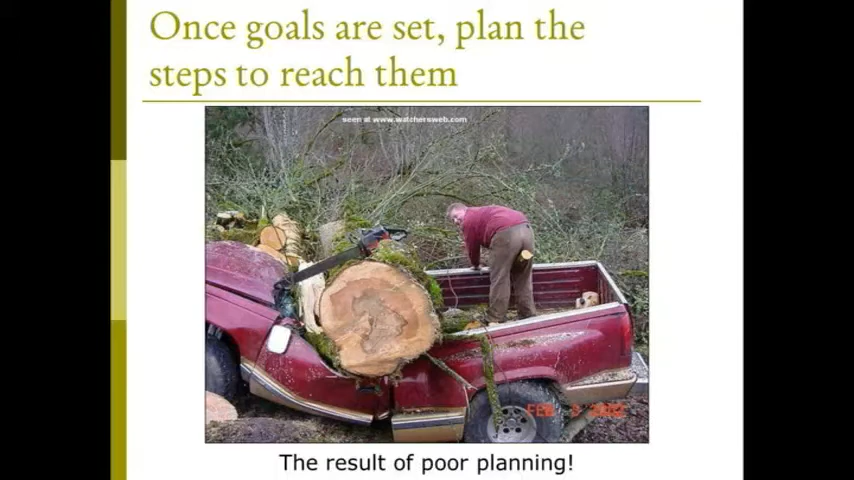 Once goals are set, plan the
steps to reach them
seen at www.watchersweb.com
FEB 3 2002
The result of poor planning!